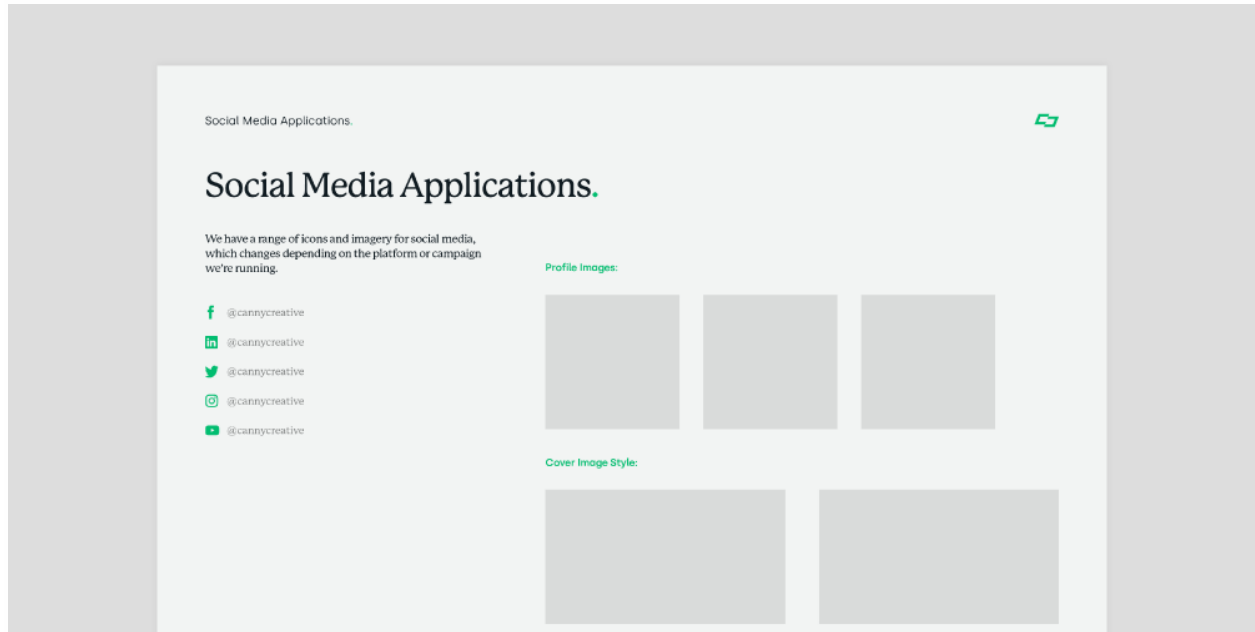 Social Media Applications.
Social Media Applications.
We have a range of icons and imagery for social media,
which changes depending on the platform or campaign
we're running.
@cannycreative
@cannycreative
@cannycreative
@cannycreative
@cannycreative
Profile Images:
Cover Image Style: